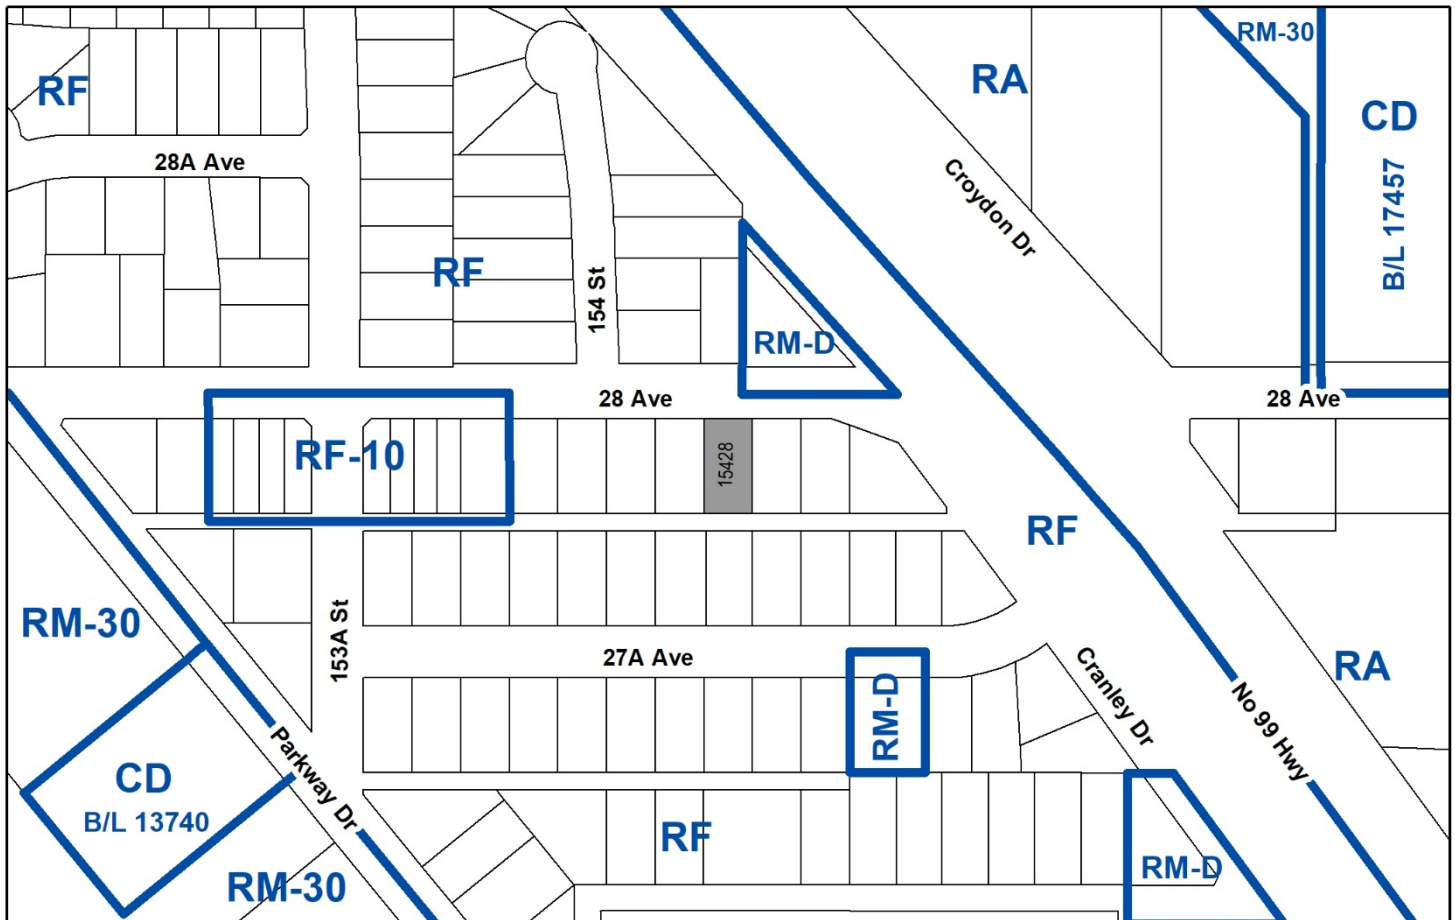 RM-30
RA
RF
CD
28A Ave
Croydon Dr
B/L 17457
RF
154 St
RM-D
28 Ave
28 Ave
RF-10
15428
RF
RM-30
153A St
27A Ave
Cranley Dr
RA
RM-D
No 99 Hwy
Parkway Dr
CD
B/L 13740
RF
RM-D
RM-30